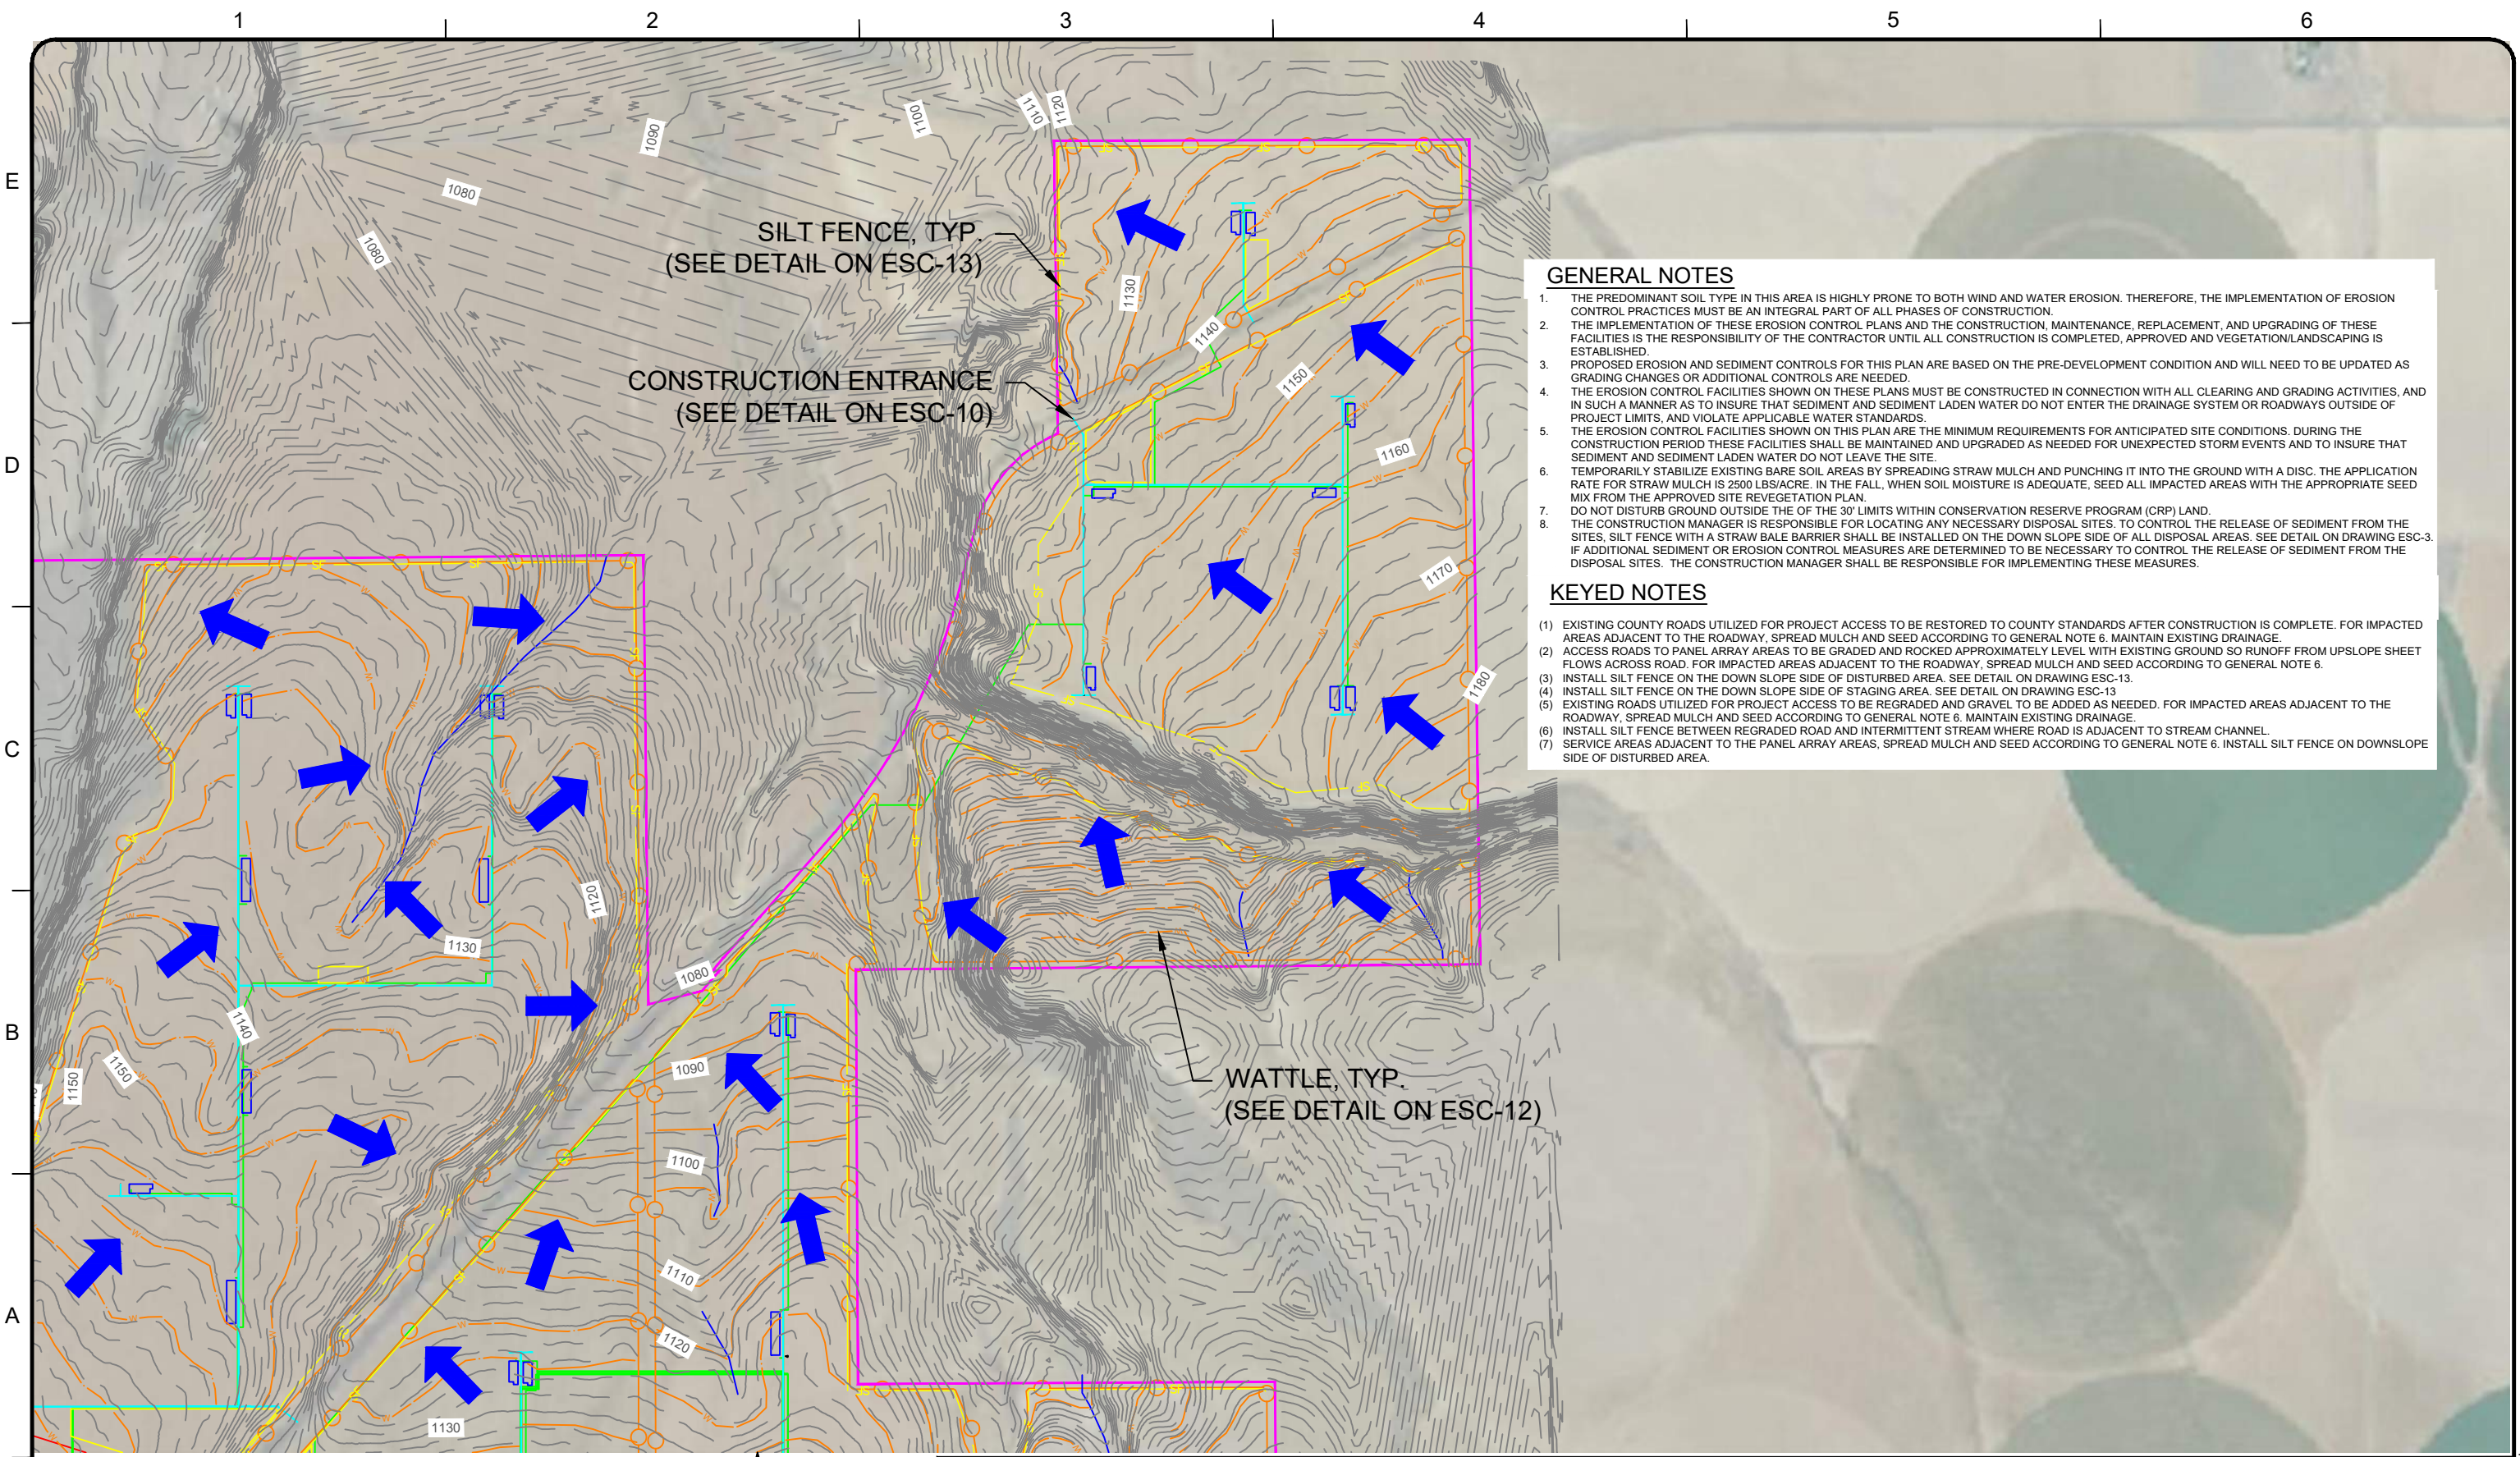 1 2 3 4 5 6
E
D
C
B
A
SILT FENCE, TYP.
(SEE DETAIL ON ESC-13)
CONSTRUCTION ENTRANCE
(SEE DETAIL ON ESC-10)
WATTLE, TYP.
(SEE DETAIL ON ESC-12)
1090
1100
1110
1120
1080
1080
1130
1140
1150
1160
1170
1180
1120
1130
1080
1140
1150
1150
1090
1100
1110
1120
1130
SF
W
GENERAL NOTES
1. THE PREDOMINANT SOIL TYPE IN THIS AREA IS HIGHLY PRONE TO BOTH WIND AND WATER EROSION. THEREFORE, THE IMPLEMENTATION OF EROSION
CONTROL PRACTICES MUST BE AN INTEGRAL PART OF ALL PHASES OF CONSTRUCTION.
2. THE IMPLEMENTATION OF THESE EROSION CONTROL PLANS AND THE CONSTRUCTION, MAINTENANCE, REPLACEMENT, AND UPGRADING OF THESE
FACILITIES IS THE RESPONSIBILITY OF THE CONTRACTOR UNTIL ALL CONSTRUCTION IS COMPLETED, APPROVED AND VEGETATION/LANDSCAPING IS
ESTABLISHED.
3. PROPOSED EROSION AND SEDIMENT CONTROLS FOR THIS PLAN ARE BASED ON THE PRE-DEVELOPMENT CONDITION AND WILL NEED TO BE UPDATED AS
GRADING CHANGES OR ADDITIONAL CONTROLS ARE NEEDED.
4. THE EROSION CONTROL FACILITIES SHOWN ON THESE PLANS MUST BE CONSTRUCTED IN CONNECTION WITH ALL CLEARING AND GRADING ACTIVITIES, AND
IN SUCH A MANNER AS TO INSURE THAT SEDIMENT AND SEDIMENT LADEN WATER DO NOT ENTER THE DRAINAGE SYSTEM OR ROADWAYS OUTSIDE OF
PROJECT LIMITS, AND VIOLATE APPLICABLE WATER STANDARDS.
5. THE EROSION CONTROL FACILITIES SHOWN ON THIS PLAN ARE THE MINIMUM REQUIREMENTS FOR ANTICIPATED SITE CONDITIONS. DURING THE
CONSTRUCTION PERIOD THESE FACILITIES SHALL BE MAINTAINED AND UPGRADED AS NEEDED FOR UNEXPECTED STORM EVENTS AND TO INSURE THAT
SEDIMENT AND SEDIMENT LADEN WATER DO NOT LEAVE THE SITE.
6. TEMPORARILY STABILIZE EXISTING BARE SOIL AREAS BY SPREADING STRAW MULCH AND PUNCHING IT INTO THE GROUND WITH A DISC. THE APPLICATION
RATE FOR STRAW MULCH IS 2500 LBS/ACRE. IN THE FALL, WHEN SOIL MOISTURE IS ADEQUATE, SEED ALL IMPACTED AREAS WITH THE APPROPRIATE SEED
MIX FROM THE APPROVED SITE REVEGETATION PLAN.
7. DO NOT DISTURB GROUND OUTSIDE THE OF THE 30' LIMITS WITHIN CONSERVATION RESERVE PROGRAM (CRP) LAND.
8. THE CONSTRUCTION MANAGER IS RESPONSIBLE FOR LOCATING ANY NECESSARY DISPOSAL SITES. TO CONTROL THE RELEASE OF SEDIMENT FROM THE
SITES, SILT FENCE WITH A STRAW BALE BARRIER SHALL BE INSTALLED ON THE DOWN SLOPE SIDE OF ALL DISPOSAL AREAS. SEE DETAIL ON DRAWING ESC-3.
IF ADDITIONAL SEDIMENT OR EROSION CONTROL MEASURES ARE DETERMINED TO BE NECESSARY TO CONTROL THE RELEASE OF SEDIMENT FROM THE
DISPOSAL SITES. THE CONSTRUCTION MANAGER SHALL BE RESPONSIBLE FOR IMPLEMENTING THESE MEASURES.
KEYED NOTES
(1) EXISTING COUNTY ROADS UTILIZED FOR PROJECT ACCESS TO BE RESTORED TO COUNTY STANDARDS AFTER CONSTRUCTION IS COMPLETE. FOR IMPACTED
AREAS ADJACENT TO THE ROADWAY, SPREAD MULCH AND SEED ACCORDING TO GENERAL NOTE 6. MAINTAIN EXISTING DRAINAGE.
(2) ACCESS ROADS TO PANEL ARRAY AREAS TO BE GRADED AND ROCKED APPROXIMATELY LEVEL WITH EXISTING GROUND SO RUNOFF FROM UPSLOPE SHEET
FLOWS ACROSS ROAD. FOR IMPACTED AREAS ADJACENT TO THE ROADWAY, SPREAD MULCH AND SEED ACCORDING TO GENERAL NOTE 6.
(3) INSTALL SILT FENCE ON THE DOWN SLOPE SIDE OF DISTURBED AREA. SEE DETAIL ON DRAWING ESC-13.
(4) INSTALL SILT FENCE ON THE DOWN SLOPE SIDE OF STAGING AREA. SEE DETAIL ON DRAWING ESC-13
(5) EXISTING ROADS UTILIZED FOR PROJECT ACCESS TO BE REGRADED AND GRAVEL TO BE ADDED AS NEEDED. FOR IMPACTED AREAS ADJACENT TO THE
ROADWAY, SPREAD MULCH AND SEED ACCORDING TO GENERAL NOTE 6. MAINTAIN EXISTING DRAINAGE.
(6) INSTALL SILT FENCE BETWEEN REGRADED ROAD AND INTERMITTENT STREAM WHERE ROAD IS ADJACENT TO STREAM CHANNEL.
(7) SERVICE AREAS ADJACENT TO THE PANEL ARRAY AREAS, SPREAD MULCH AND SEED ACCORDING TO GENERAL NOTE 6. INSTALL SILT FENCE ON DOWNSLOPE
SIDE OF DISTURBED AREA.